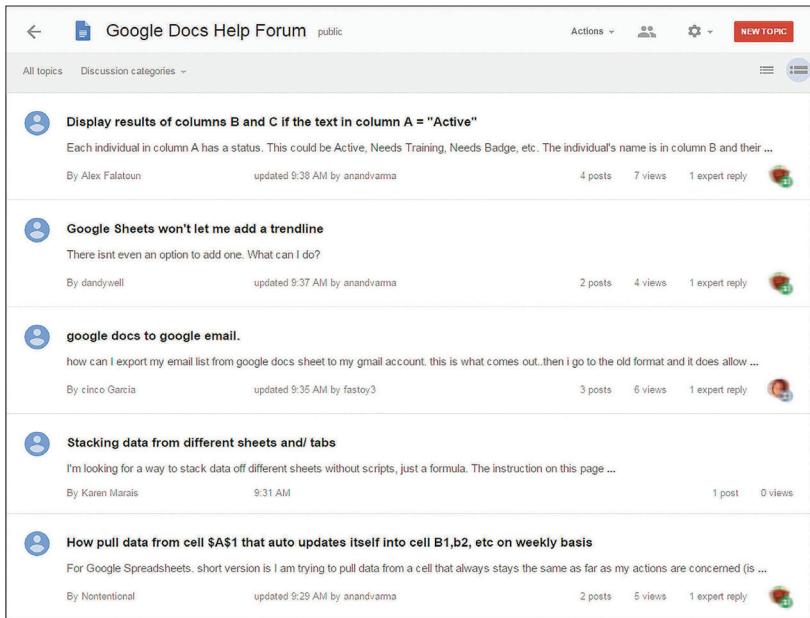 Google Docs Help Forum public Actions NEW TOPIC
All topics Discussion categories
Display results of columns B and C if the text in column A = "Active"
Each individual in column A has a status. This could be Active, Needs Training, Needs Badge, etc. The individual's name is in column B and their ...
By Alex Falatoun updated 9:38 AM by anandvarma 4 posts 7 views 1 expert reply
Google Sheets won't let me add a trendline
There isnt even an option to add one. What can I do?
By dandywell updated 9:37 AM by anandvarma 2 posts 4 views 1 expert reply
google docs to google email.
how can I export my email list from google docs sheet to my gmail account. this is what comes out..then i go to the old format and it does allow ...
By cinco Garcia updated 9:35 AM by fastoy3 3 posts 6 views 1 expert reply
Stacking data from different sheets and/ tabs
I'm looking for a way to stack data off different sheets without scripts, just a formula. The instruction on this page ...
By Karen Marais 9:31 AM 1 post 0 views
How pull data from cell $A$1 that auto updates itself into cell B1,b2, etc on weekly basis
For Google Spreadsheets. short version is I am trying to pull data from a cell that always stays the same as far as my actions are concerned (is ...
By Nontentional updated 9:29 AM by anandvarma 2 posts 5 views 1 expert reply